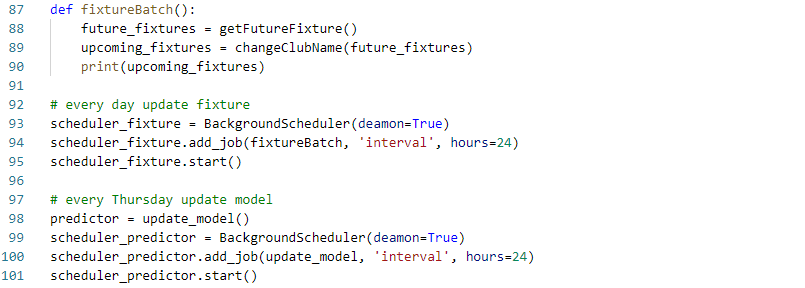 87 def fixtureBatch():
88     future_fixtures = getFutureFixture()
89     upcoming_fixtures = changeClubName(future_fixtures)
90     print(upcoming_fixtures)
91
92 # every day update fixture
93 scheduler_fixture = BackgroundScheduler(deamon=True)
94 scheduler_fixture.add_job(fixtureBatch, 'interval', hours=24)
95 scheduler_fixture.start()
96
97 # every Thursday update model
98 predictor = update_model()
99 scheduler_predictor = BackgroundScheduler(deamon=True)
100 scheduler_predictor.add_job(update_model, 'interval', hours=24)
101 scheduler_predictor.start()